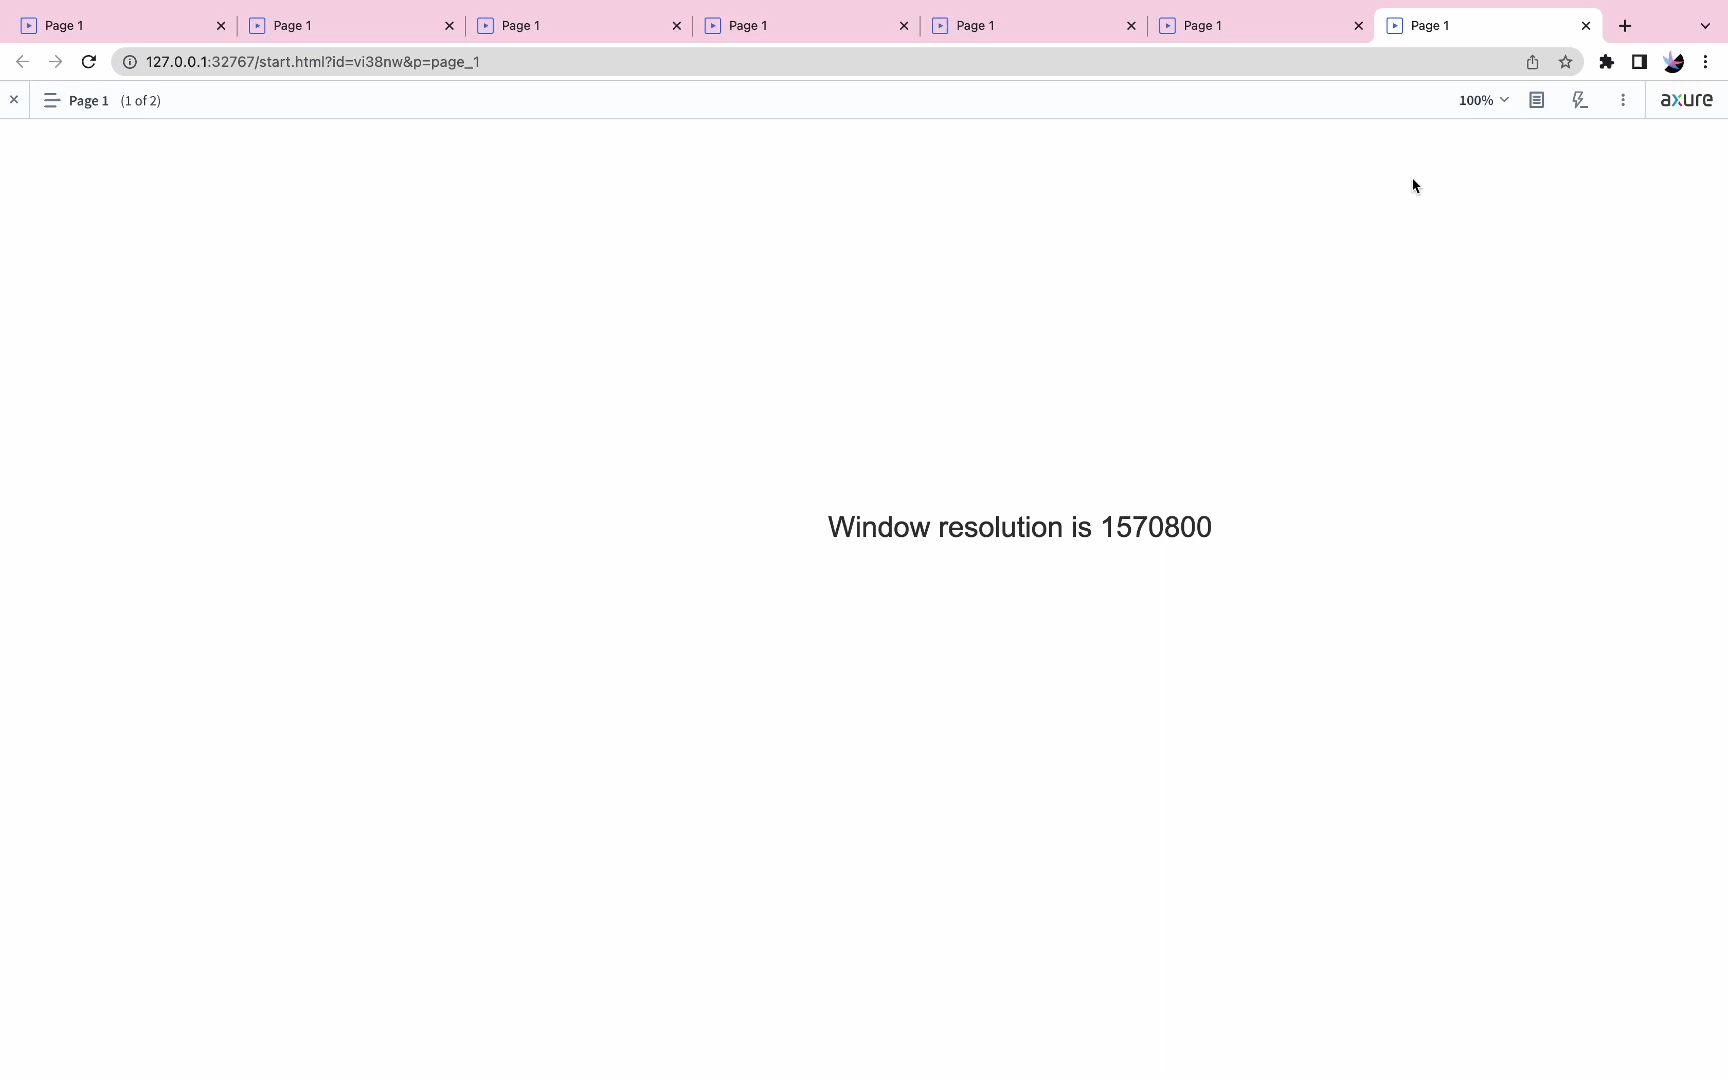 Page 1 Page 1 Page 1 Page 1 Page 1 Page 1 Page 1
127.0.0.1:32767/start.html?id=vi38nw&p=page_1
Page 1 (1 of 2) 100% axure
Window resolution is 1570800